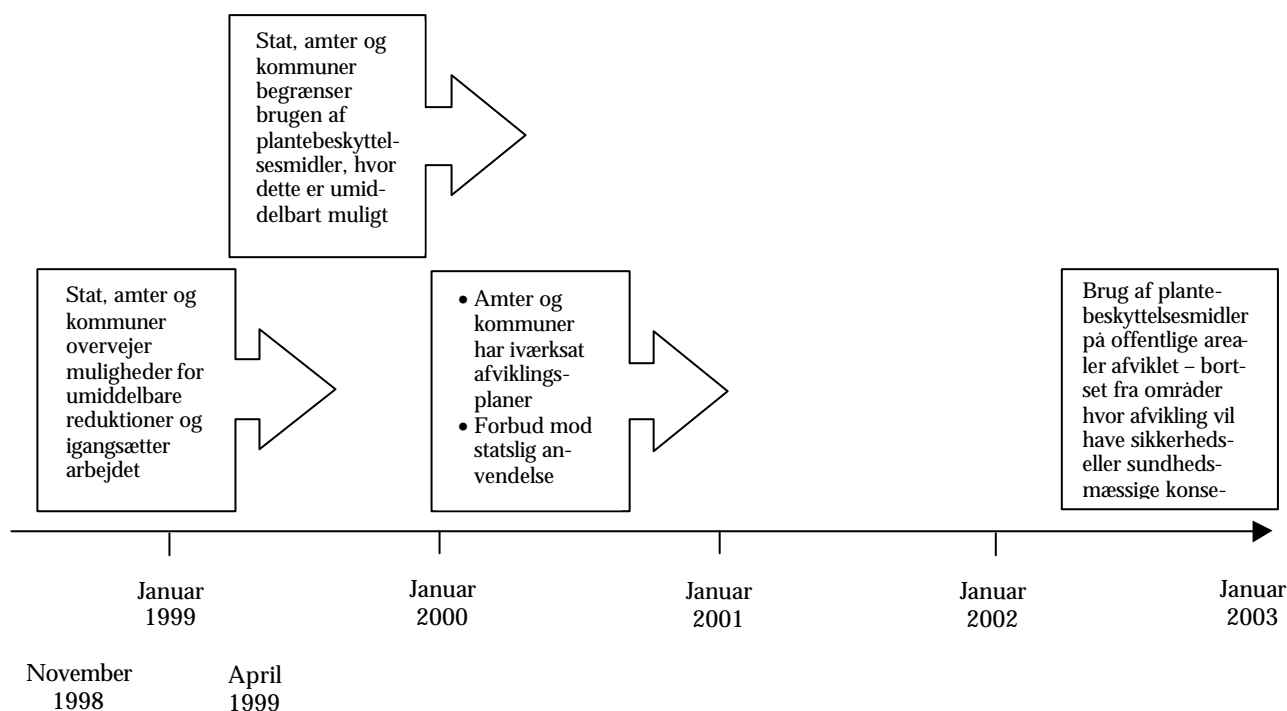 Stat, amter og
kommuner
begrænser
brugen af
plantebeskyttel-
sesmidler, hvor
dette er umid-
delbart muligt
Stat, amter og
kommuner
overvejer
muligheder for
umiddelbare
reduktioner og
igangsætter
arbejdet
• Amter og
kommuner
har iværksat
afviklings-
planer
• Forbud mod
statslig an-
vendelse
Brug af plante-
beskyttelsesmidler
på offentlige area-
ler afviklet – bort-
set fra områder
hvor afvikling vil
have sikkerheds-
eller sundheds-
mæssige konse-
Januar
1999
Januar
2000
Januar
2001
Januar
2002
Januar
2003
November
1998
April
1999